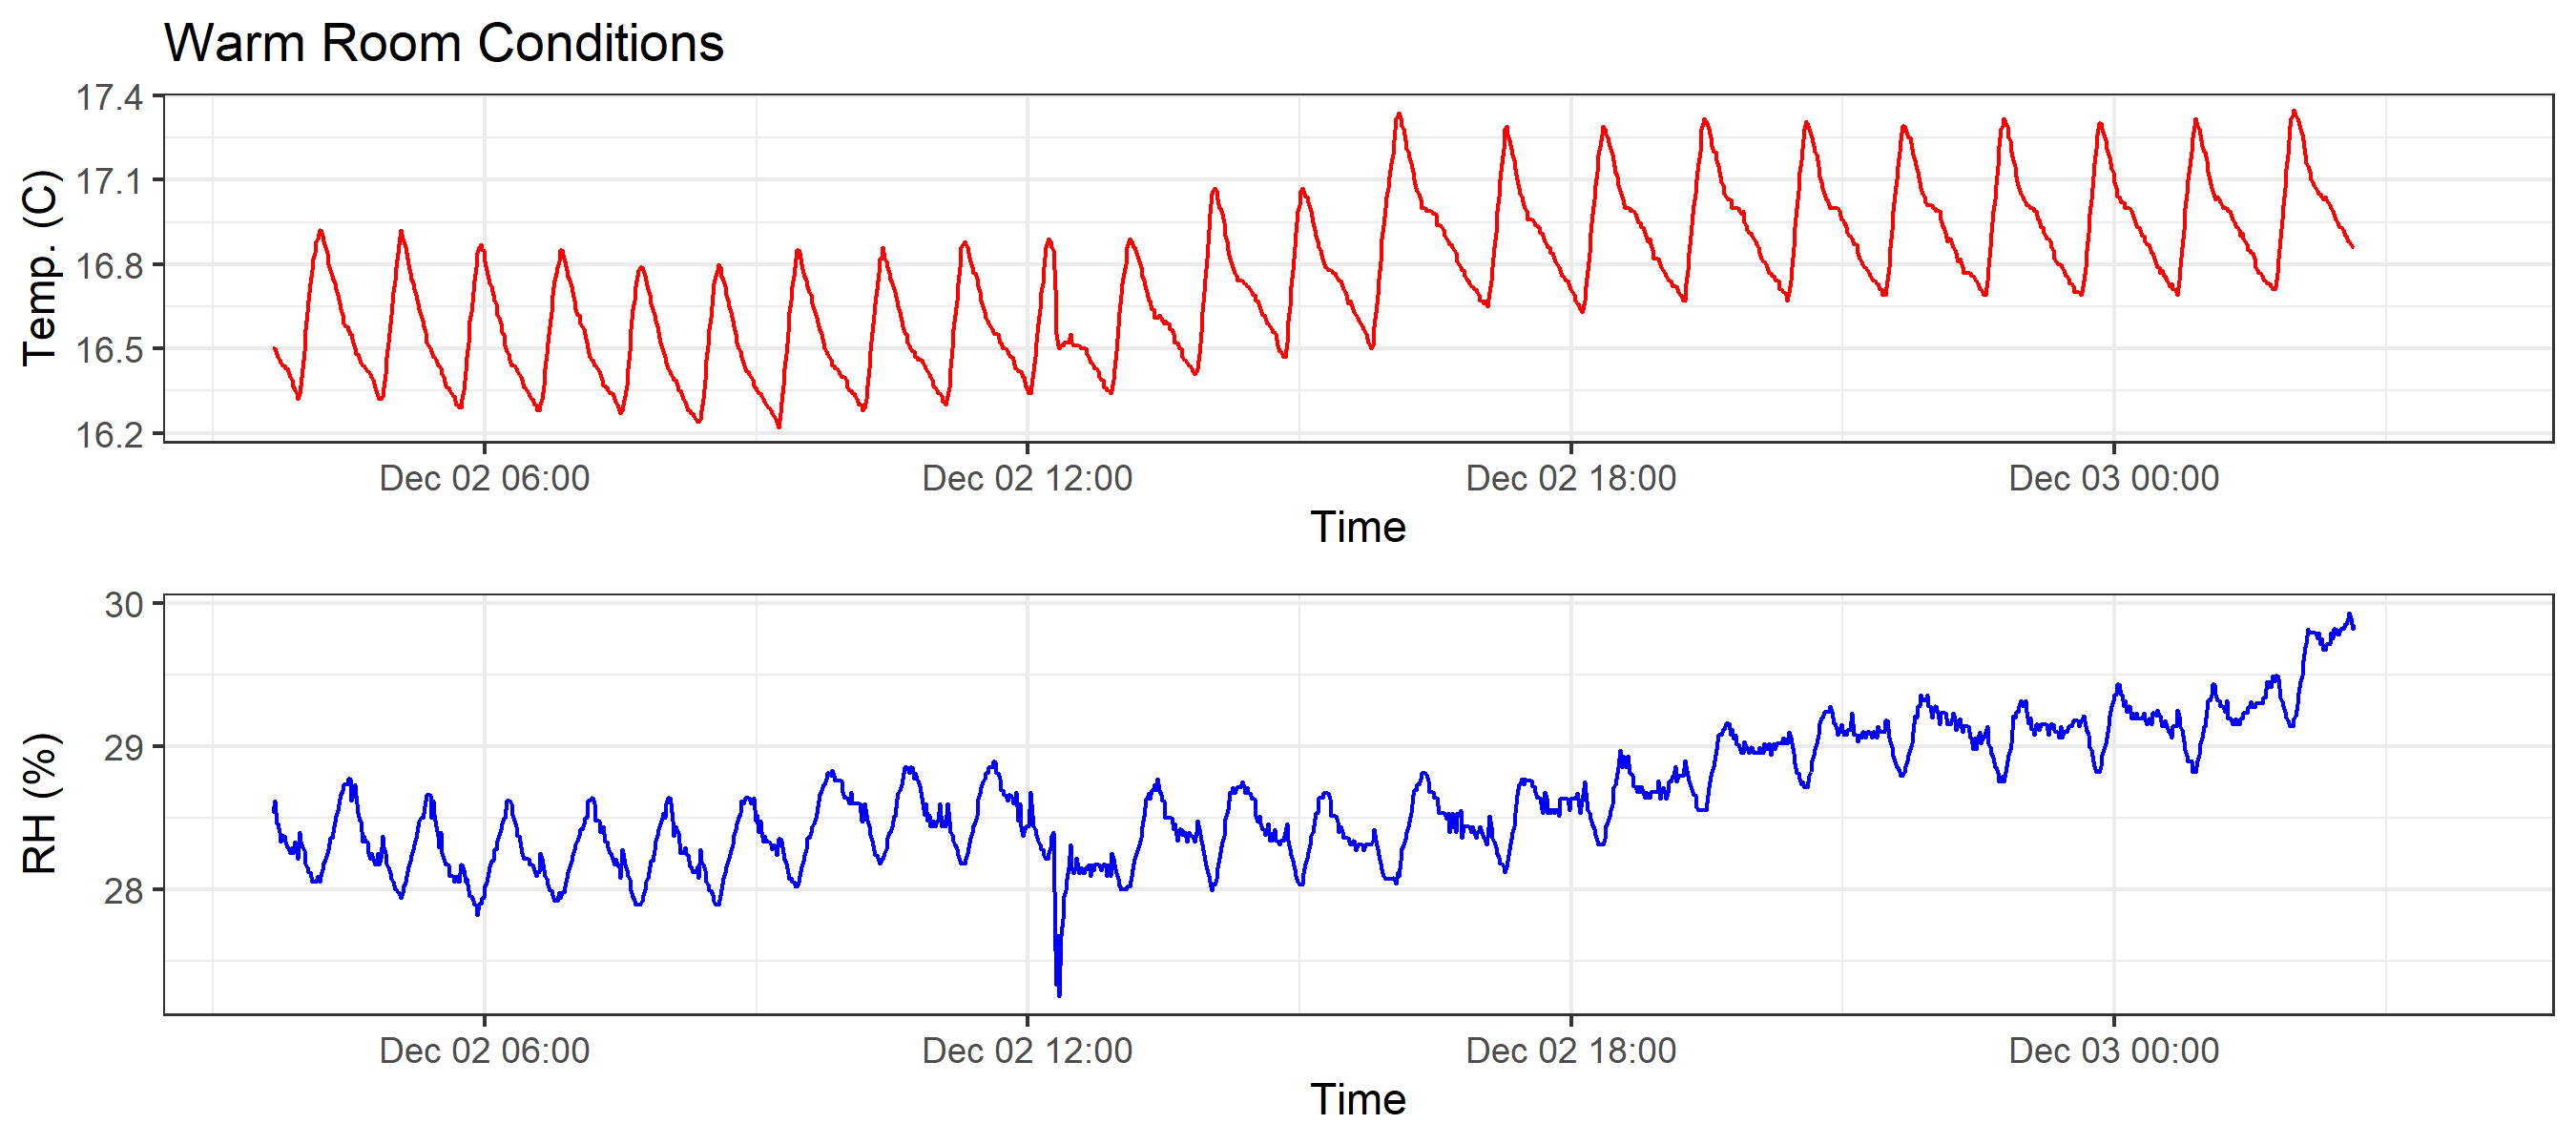 Warm Room Conditions
Temp. (C)
17.4
17.1
16.8
16.5
16.2
Dec 02 06:00 Dec 02 12:00 Dec 02 18:00 Dec 03 00:00
Time
RH (%)
30
29
28
Dec 02 06:00 Dec 02 12:00 Dec 02 18:00 Dec 03 00:00
Time